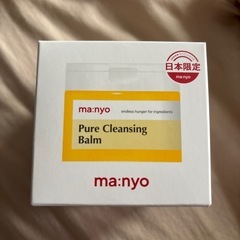 日本限定
ma:nyo
ma:nyo
endless hunger for ingredients
Pure Cleansing
Balm
ma:nyo